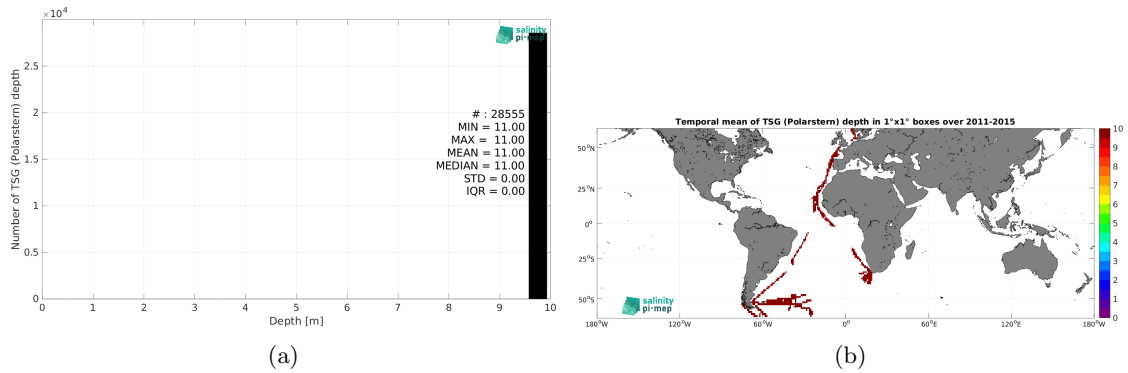 ×10⁴
salinity
pi-mep
2.5
2
1.5
1
0.5
0
Number of TSG (Polarstern) depth
# : 28555
MIN = 11.00
MAX = 11.00
MEAN = 11.00
MEDIAN = 11.00
STD = 0.00
IQR = 0.00
0 1 2 3 4 5 6 7 8 9 10
Depth [m]
(a)
Temporal mean of TSG (Polarstern) depth in 1°x1° boxes over 2011-2015
50°N
25°N
0°
25°S
50°S
salinity
pi-mep
180°W 120°W 60°W 0° 60°E 120°E 180°E
10
9
8
7
6
5
4
3
2
1
0
(b)